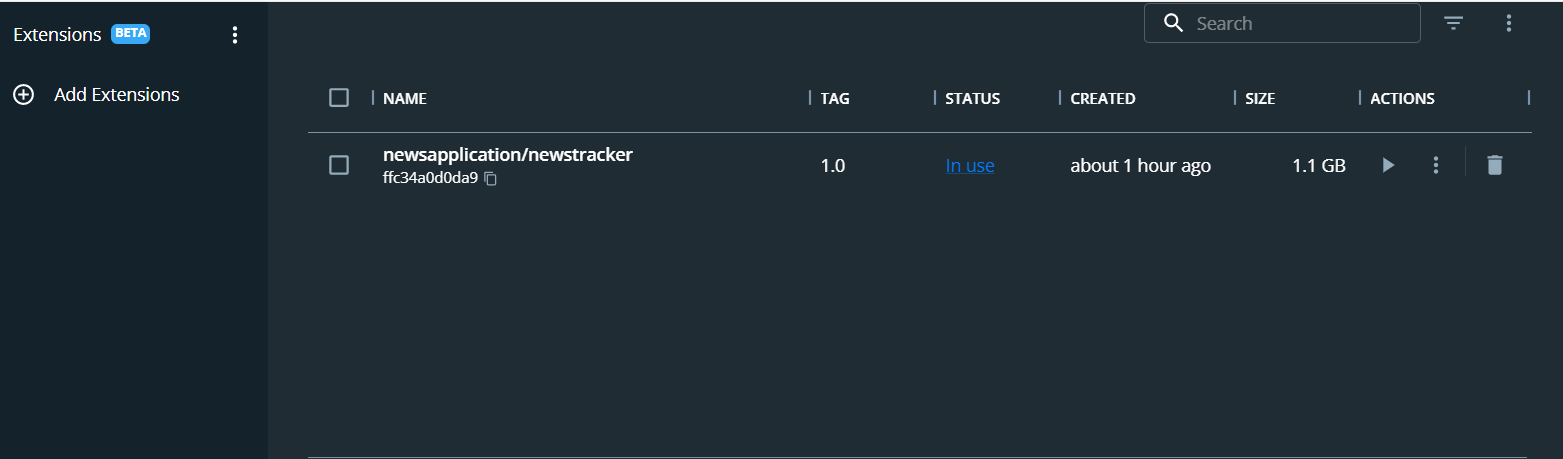 Extensions BETA
Search
Add Extensions
NAME TAG STATUS CREATED SIZE ACTIONS
newsapplication/newstracker
ffc34a0d0da9
1.0 In use about 1 hour ago 1.1 GB